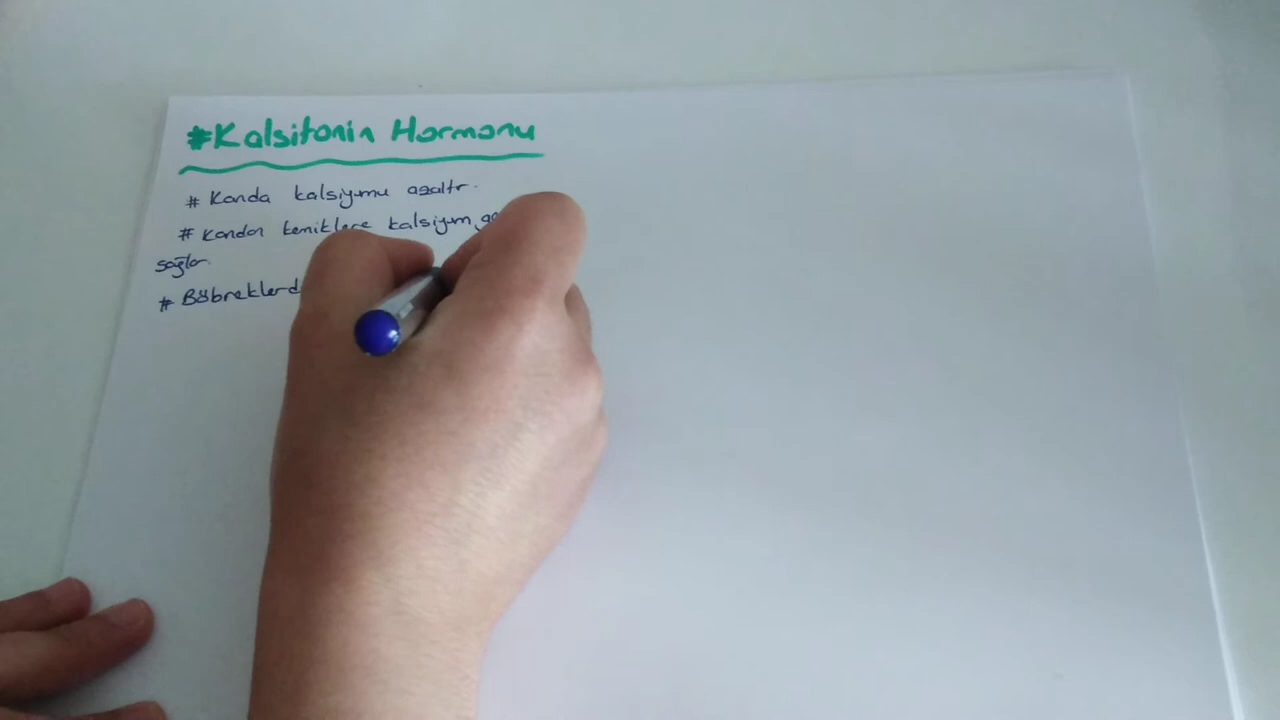 #Kalsitonin Hormonu
# Kanda kalsiyumu azaltır.
# Kandan kemiklere kalsiyum
sağlar.
# Böbreklerd